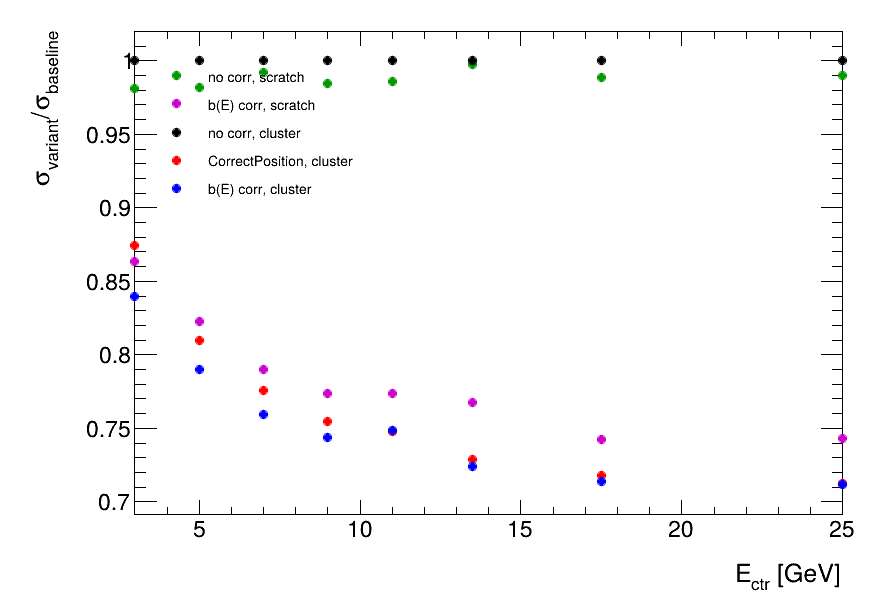 σvariant/σbaseline
1
no corr, scratch
b(E) corr, scratch
0.95
no corr, cluster
CorrectPosition, cluster
b(E) corr, cluster
0.9
0.85
0.8
0.75
0.7
5 10 15 20 25
Ectr [GeV]